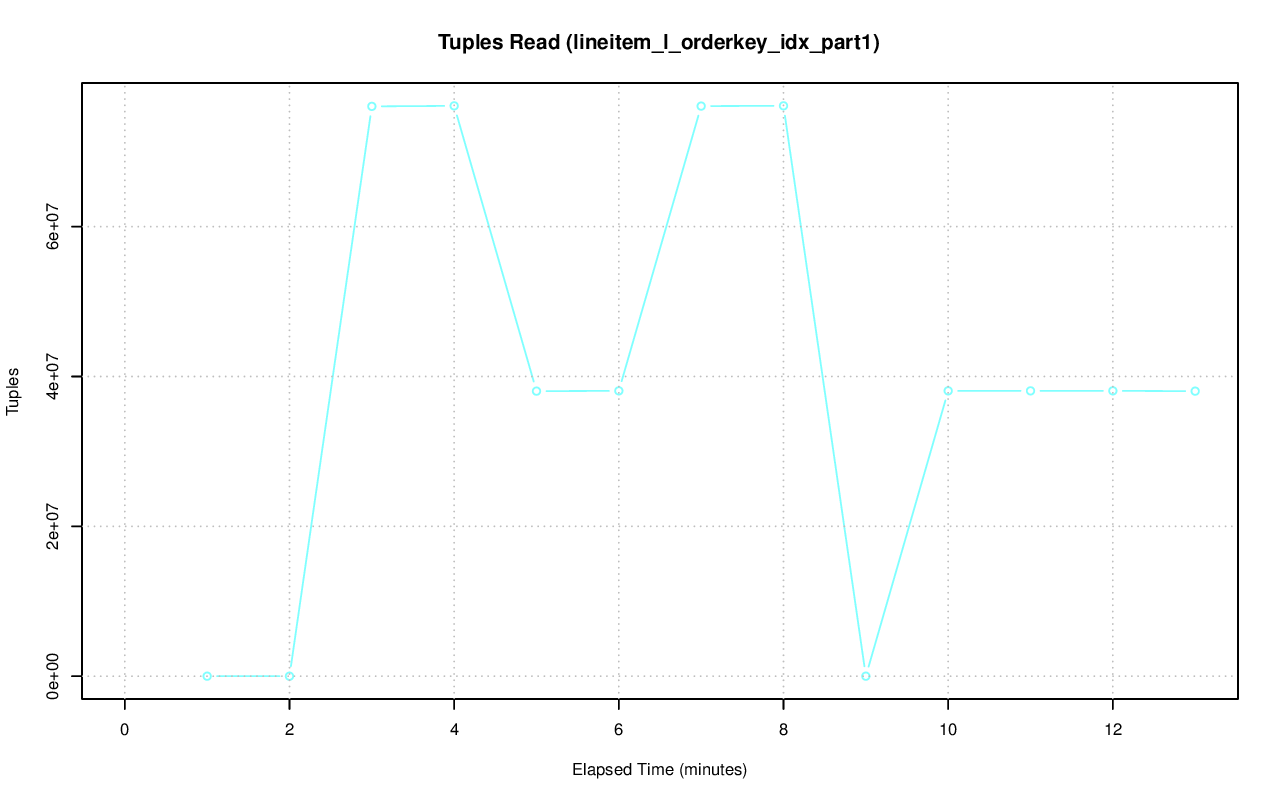 Tuples Read (lineitem_l_orderkey_idx_part1)
Tuples
6e+07
4e+07
2e+07
0e+00
0 2 4 6 8 10 12
Elapsed Time (minutes)